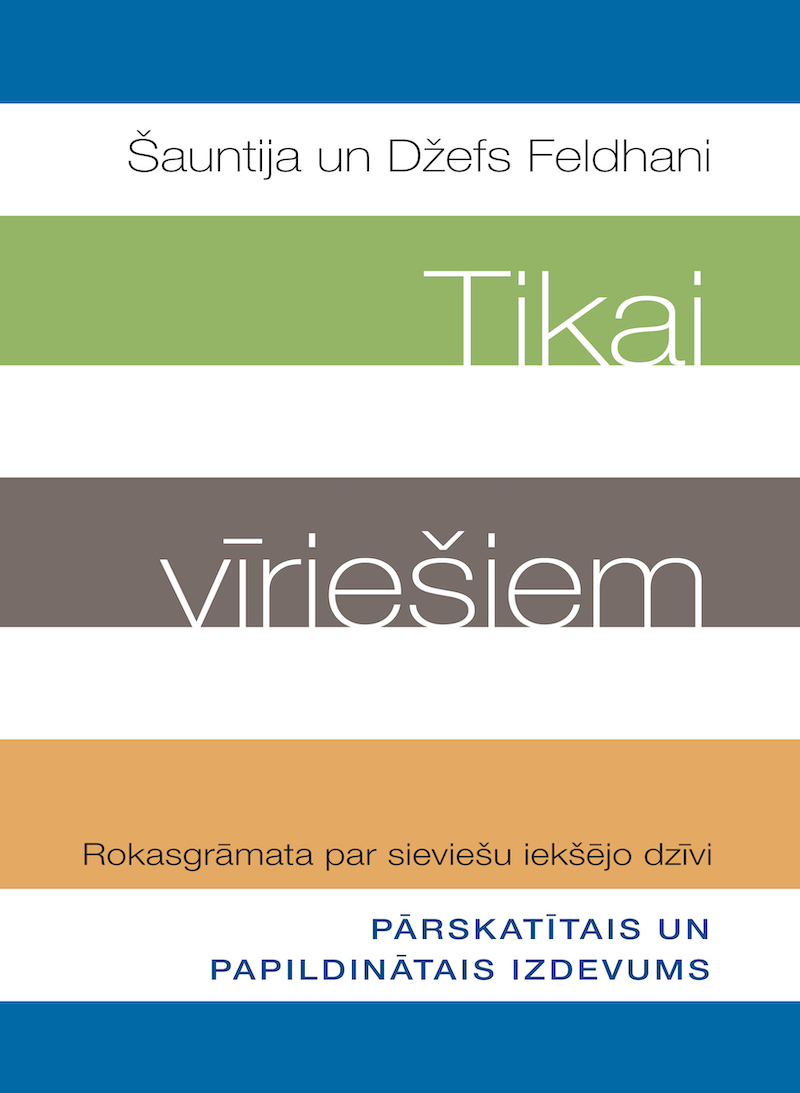 Šauntija un Džefs Feldhani
Tikai
vīriešiem
Rokasgrāmata par sieviešu iekšējo dzīvi
PĀRSKATĪTAIS UN
PAPILDINĀTAIS IZDEVUMS